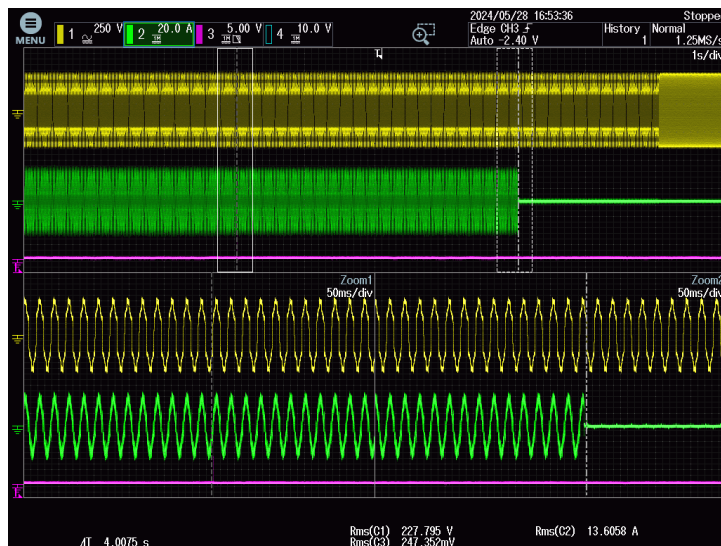 2024/05/28 16:53:36 Stopped
MENU 1 250 V 2 20.0 A 3 5.00 V 4 10.0 V Edge CH3 History Normal
Auto -2.40 V 1 1.25MS/s
1s/div
Zoom1 Zoom2
50ms/div 50ms/div
Rms(C1) 227.795 V Rms(C2) 13.6058 A
ΔT 4.0075 s Rms(C3) 247.352mV